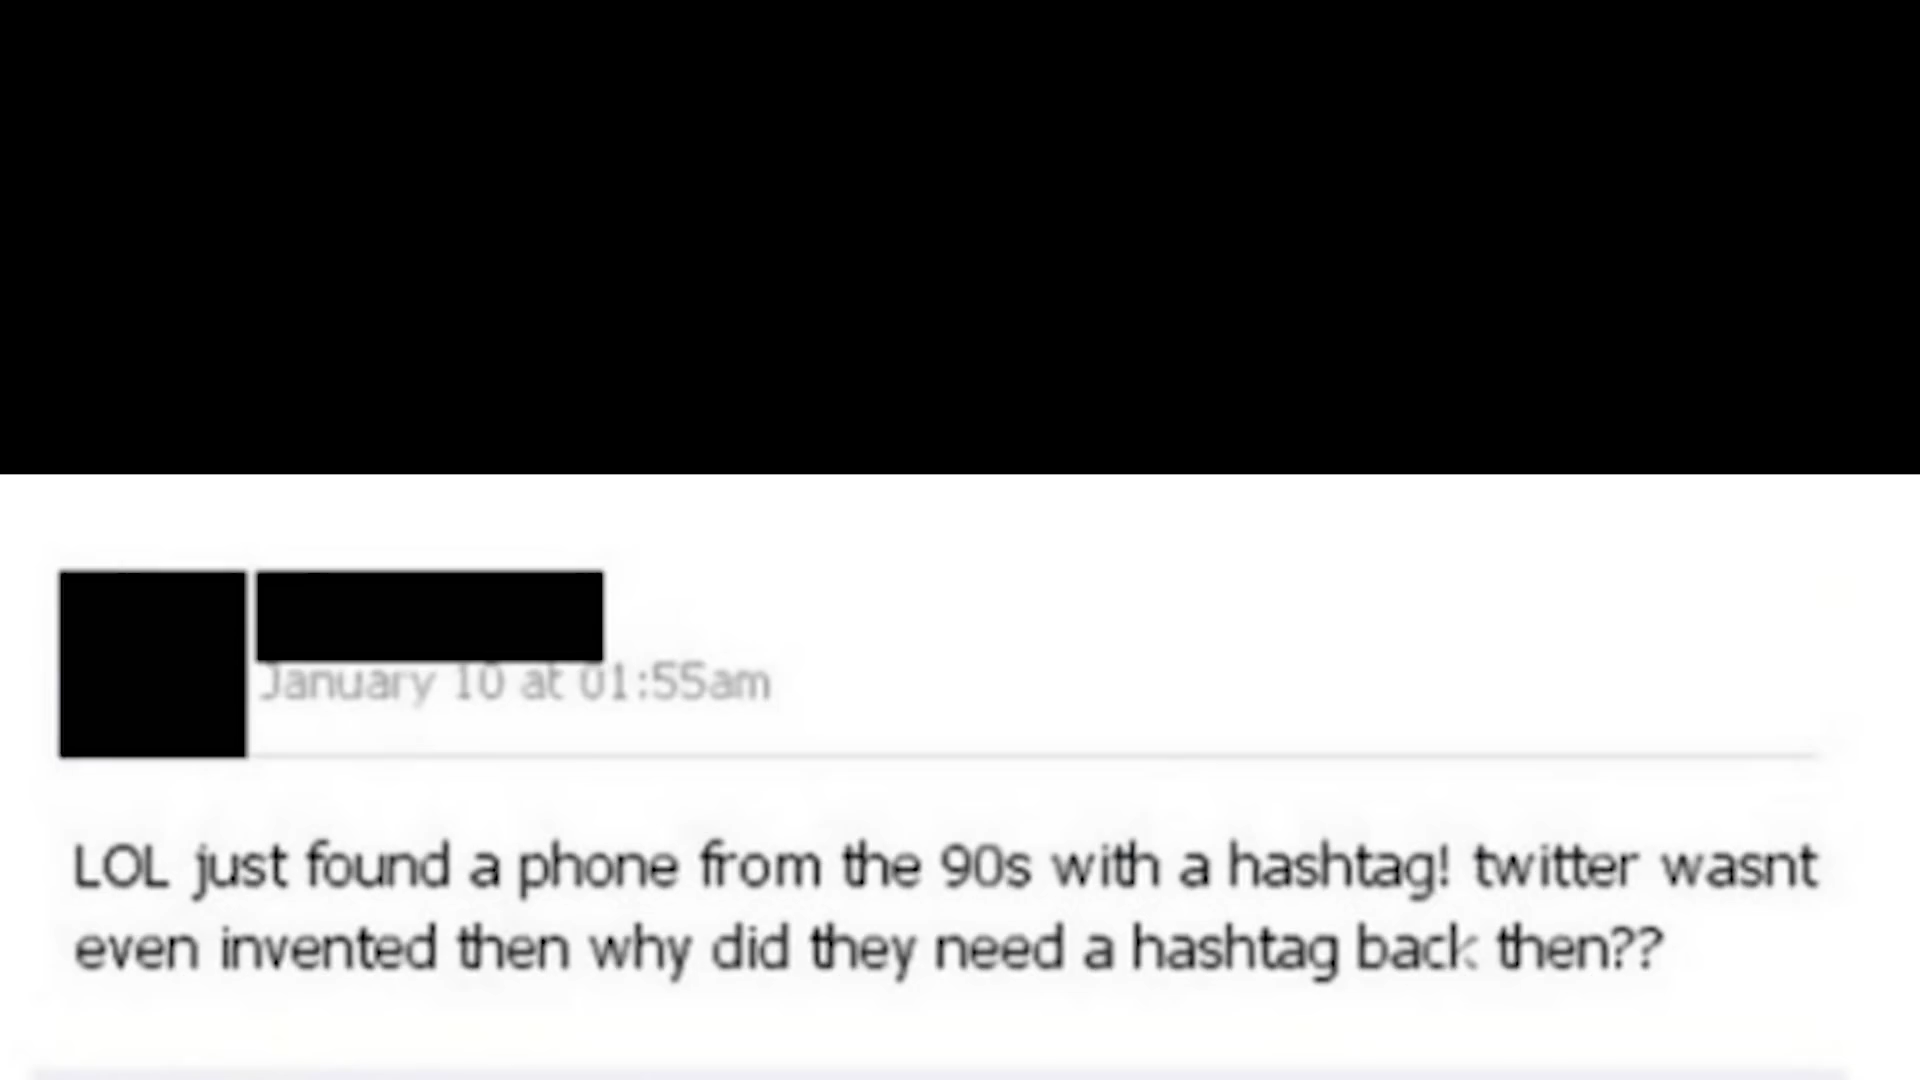 January 10 at 01:55am
LOL just found a phone from the 90s with a hashtag! twitter wasnt
even invented then why did they need a hashtag back then??